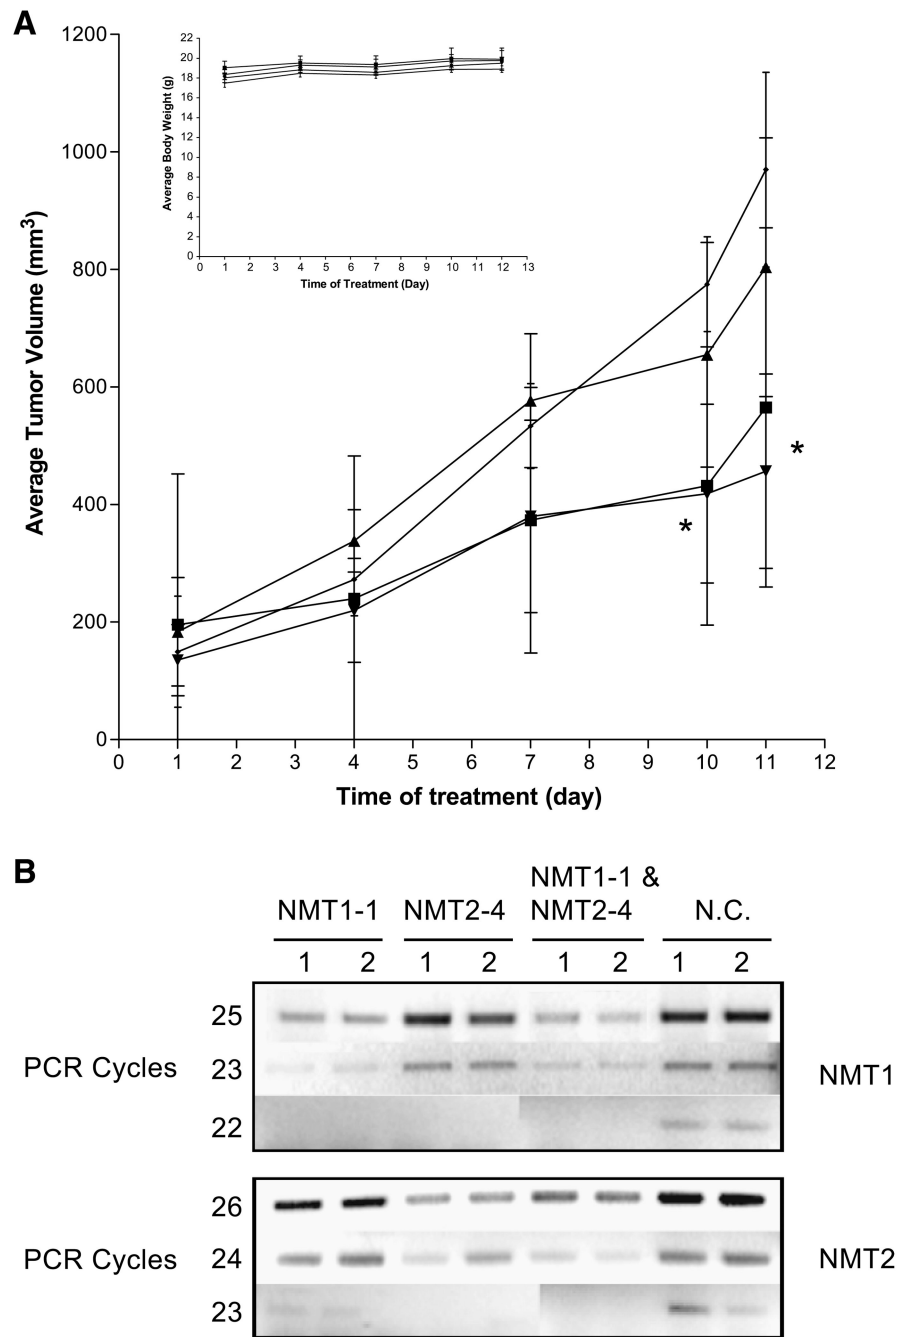 A
1200
1000
800
600
400
200
0
Average Tumor Volume (mm3)
0 1 2 3 4 5 6 7 8 9 10 11 12
Time of treatment (day)
22
20
18
16
14
12
10
8
6
4
2
0
Average Body Weight (g)
0 1 2 3 4 5 6 7 8 9 10 11 12 13
Time of Treatment (Day)
*
*
B
NMT1-1 &
NMT1-1 NMT2-4 NMT2-4 N.C.
1 2 1 2 1 2 1 2
25
PCR Cycles 23 NMT1
22
26
PCR Cycles 24 NMT2
23